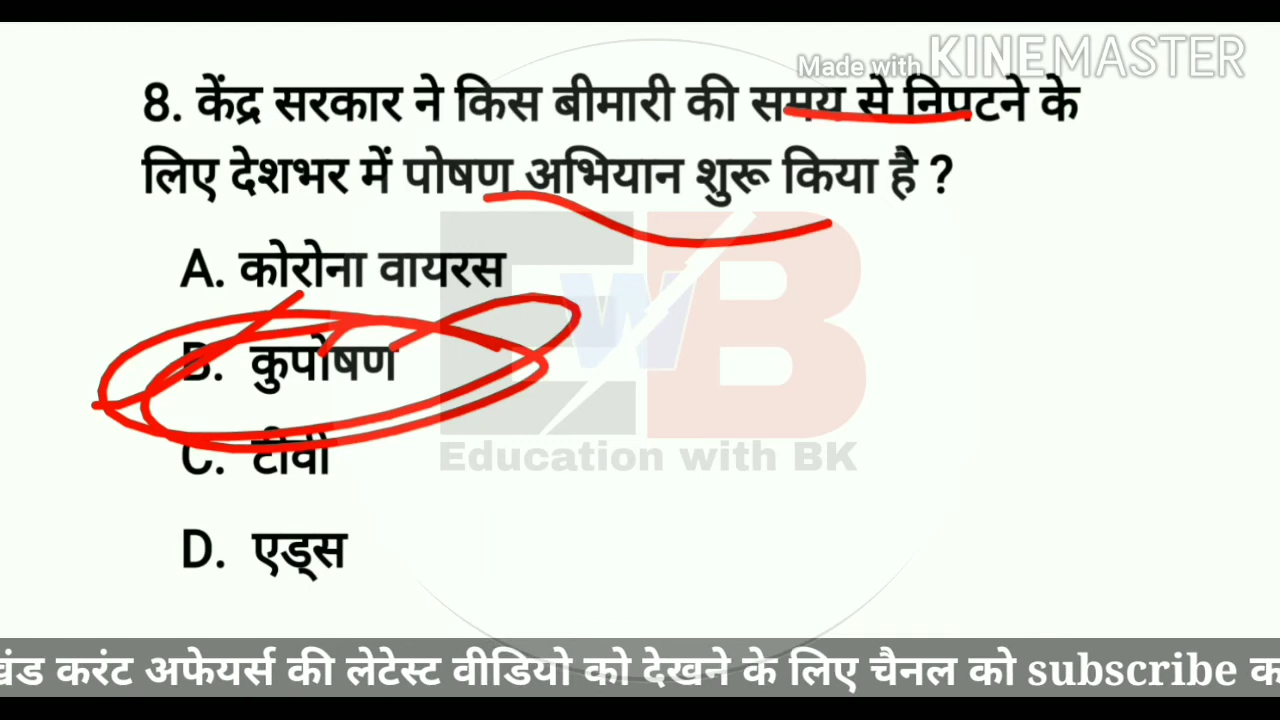 Made with KINEMASTER
8. केंद्र सरकार ने किस बीमारी की समय से निपटने के
लिए देशभर में पोषण अभियान शुरू किया है ?
A. कोरोना वायरस
B. कुपोषण
C. टीवी
D. एड्स
EWB
Education with BK
खंड करंट अफेयर्स की लेटेस्ट वीडियो को देखने के लिए चैनल को subscribe क